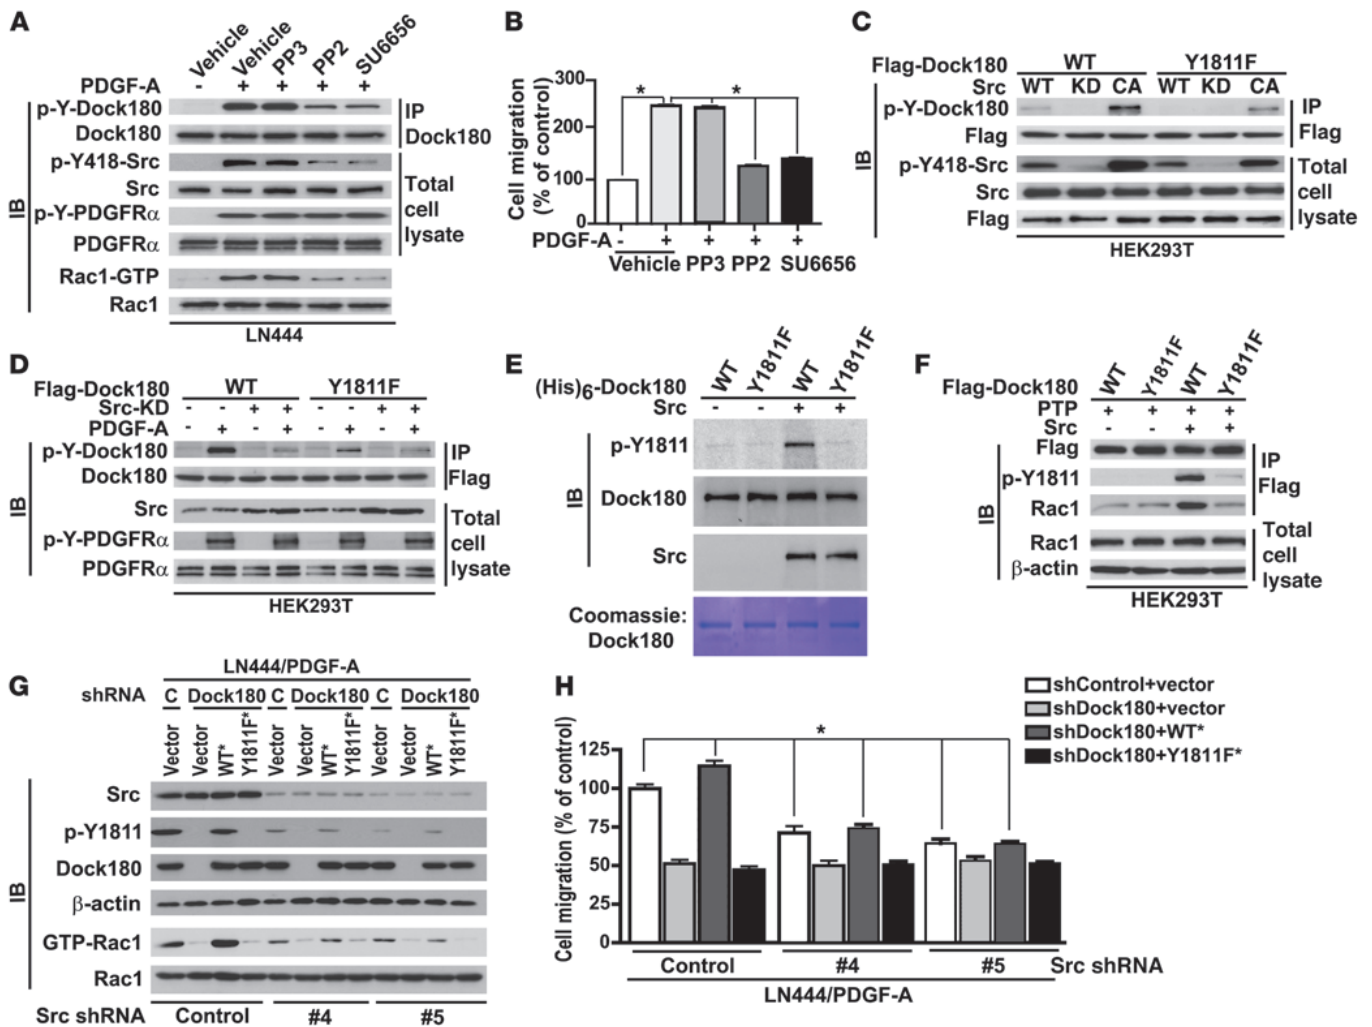 A
Vehicle Vehicle PP3 PP2 SU6656
PDGF-A - + + + +
p-Y-Dock180
Dock180
IP
Dock180
p-Y418-Src
Src
p-Y-PDGFRα
PDGFRα
Total
cell
lysate
Rac1-GTP
Rac1
IB
LN444
B
Cell migration
(% of control)
300
200
100
0
* *
PDGF-A - + + + +
Vehicle PP3 PP2 SU6656
C
Flag-Dock180 WT Y1811F
Src WT KD CA WT KD CA
p-Y-Dock180
Flag
IP
Flag
p-Y418-Src
Src
Flag
Total
cell
lysate
IB
HEK293T
D
Flag-Dock180 WT Y1811F
Src-KD - - + + - - + +
PDGF-A - + - + - + - +
p-Y-Dock180
Dock180
IP
Flag
Src
p-Y-PDGFRα
PDGFRα
Total
cell
lysate
IB
HEK293T
E
WT Y1811F WT Y1811F
(His)6-Dock180
Src - - + +
p-Y1811
Dock180
Src
IB
Coomassie:
Dock180
F
WT Y1811F WT Y1811F
Flag-Dock180
PTP + + + +
Src - - + +
Flag
p-Y1811
Rac1
IP
Flag
Rac1
β-actin
Total
cell
lysate
IB
HEK293T
G
LN444/PDGF-A
shRNA C Dock180 C Dock180 C Dock180
Vector Vector WT* Y1811F* Vector Vector WT* Y1811F* Vector Vector WT* Y1811F*
Src
p-Y1811
Dock180
β-actin
GTP-Rac1
Rac1
IB
Src shRNA Control #4 #5
H
shControl+vector
shDock180+vector
shDock180+WT*
shDock180+Y1811F*
Cell migration (% of control)
125
100
75
50
25
0
*
Control #4 #5 Src shRNA
LN444/PDGF-A